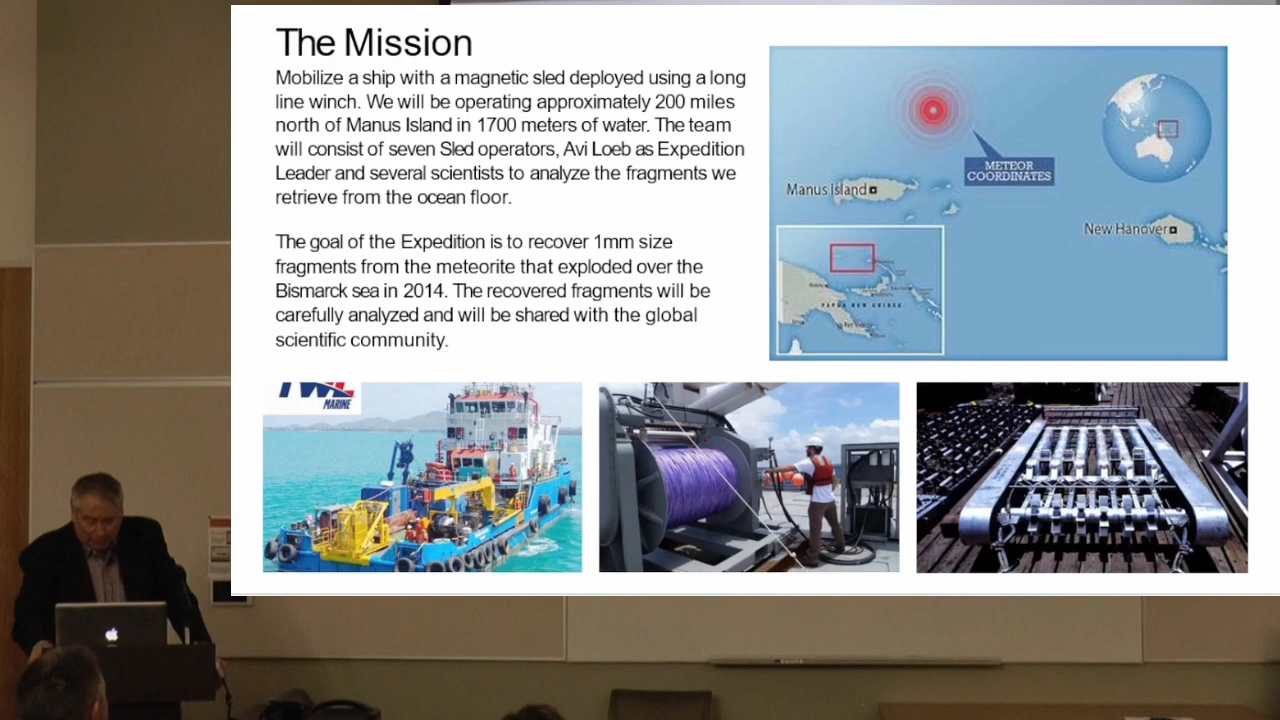 The Mission
Mobilize a ship with a magnetic sled deployed using a long
line winch. We will be operating approximately 200 miles
north of Manus Island in 1700 meters of water. The team
will consist of seven Sled operators, Avi Loeb as Expedition
Leader and several scientists to analyze the fragments we
retrieve from the ocean floor.
The goal of the Expedition is to recover 1mm size
fragments from the meteorite that exploded over the
Bismarck sea in 2014. The recovered fragments will be
carefully analyzed and will be shared with the global
scientific community.
METEOR
COORDINATES
Manus Island
New Hanover
PAPUA NEW GUINEA
MARINE